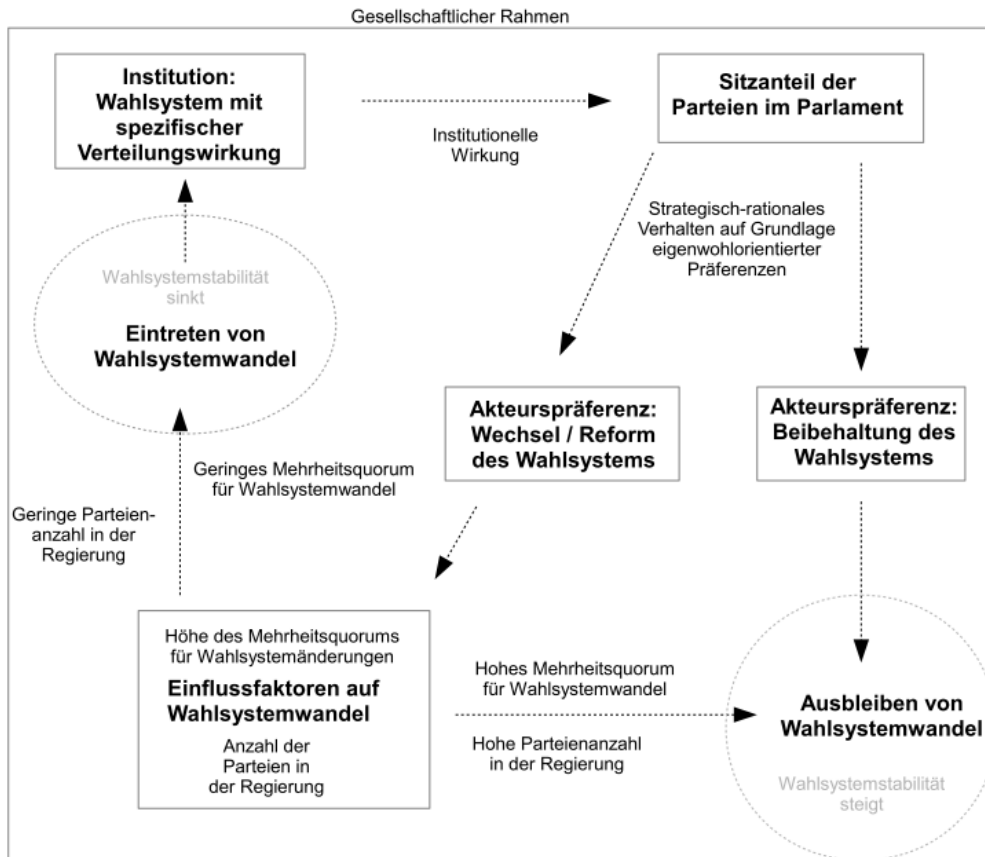 Gesellschaftlicher Rahmen
Institution:
Wahlsystem mit
spezifischer
Verteilungswirkung
Institutionelle
Wirkung
Sitzanteil der
Parteien im Parlament
Strategisch-rationales
Verhalten auf Grundlage
eigenwohlorientierter
Präferenzen
Wahlsystemstabilität
sinkt
Eintreten von
Wahlsystemwandel
Akteurspräferenz:
Wechsel / Reform
des Wahlsystems
Akteurspräferenz:
Beibehaltung des
Wahlsystems
Geringes Mehrheitsquorum
für Wahlsystemwandel
Geringe Parteien-
anzahl in der
Regierung
Höhe des Mehrheitsquorums
für Wahlsystemänderungen
Einflussfaktoren auf
Wahlsystemwandel
Anzahl der
Parteien in
der Regierung
Hohes Mehrheitsquorum
für Wahlsystemwandel
Hohe Parteienanzahl
in der Regierung
Ausbleiben von
Wahlsystemwandel
Wahlsystemstabilität
steigt